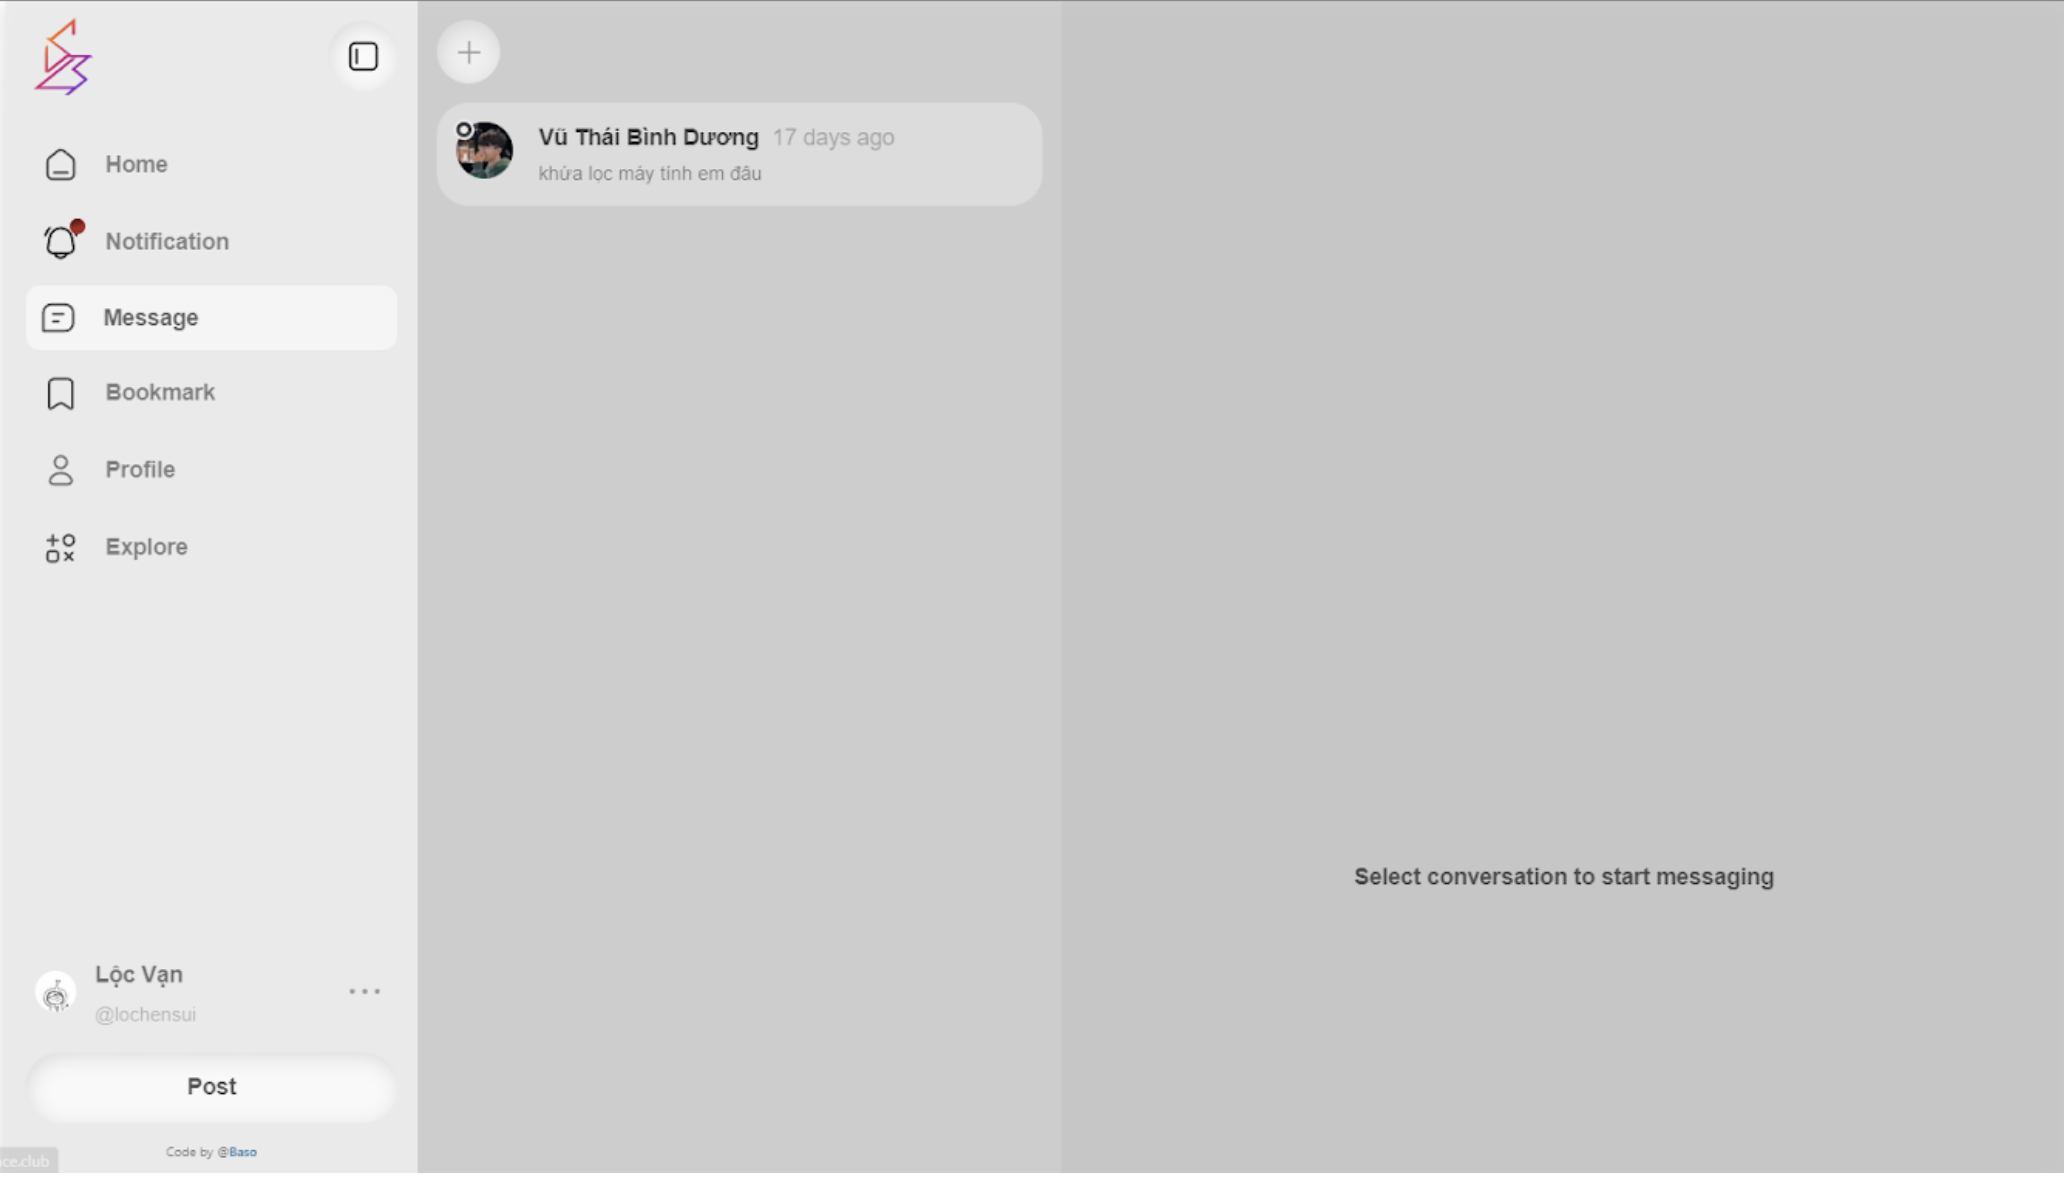 Home
Notification
Message
Bookmark
Profile
Explore
Lộc Vạn
@lochensui
Post
Code by @Baso
ce.club
Vũ Thái Bình Dương 17 days ago
khứa lọc máy tính em đâu
Select conversation to start messaging